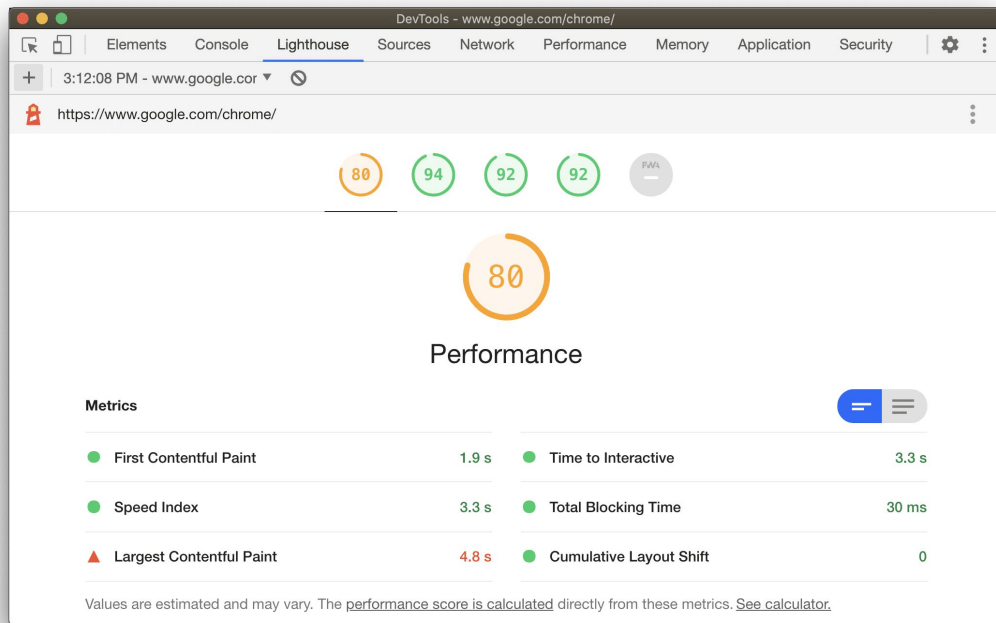 DevTools - www.google.com/chrome/
Elements Console Lighthouse Sources Network Performance Memory Application Security
3:12:08 PM - www.google.cor
https://www.google.com/chrome/
80 94 92 92 PWA
80
Performance
Metrics
First Contentful Paint 1.9 s Time to Interactive 3.3 s
Speed Index 3.3 s Total Blocking Time 30 ms
Largest Contentful Paint 4.8 s Cumulative Layout Shift 0
Values are estimated and may vary. The performance score is calculated directly from these metrics. See calculator.